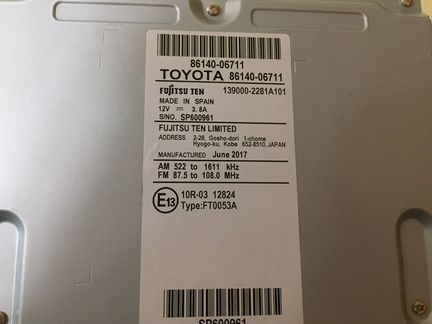 86140-06711
TOYOTA 86140-06711
FUJITSU TEN 139000-2281A101
MADE IN SPAIN
12V ⎓ 3.8A
S/NO. SP600961
FUJITSU TEN LIMITED
ADDRESS 2-28, Gosho-dori 1-chome
Hyogo-ku, Kobe 652-8510, JAPAN
MANUFACTURED June 2017
AM 522 to 1611 kHz
FM 87.5 to 108.0 MHz
E13 10R-03 12824
Type:FT0053A
SP600961